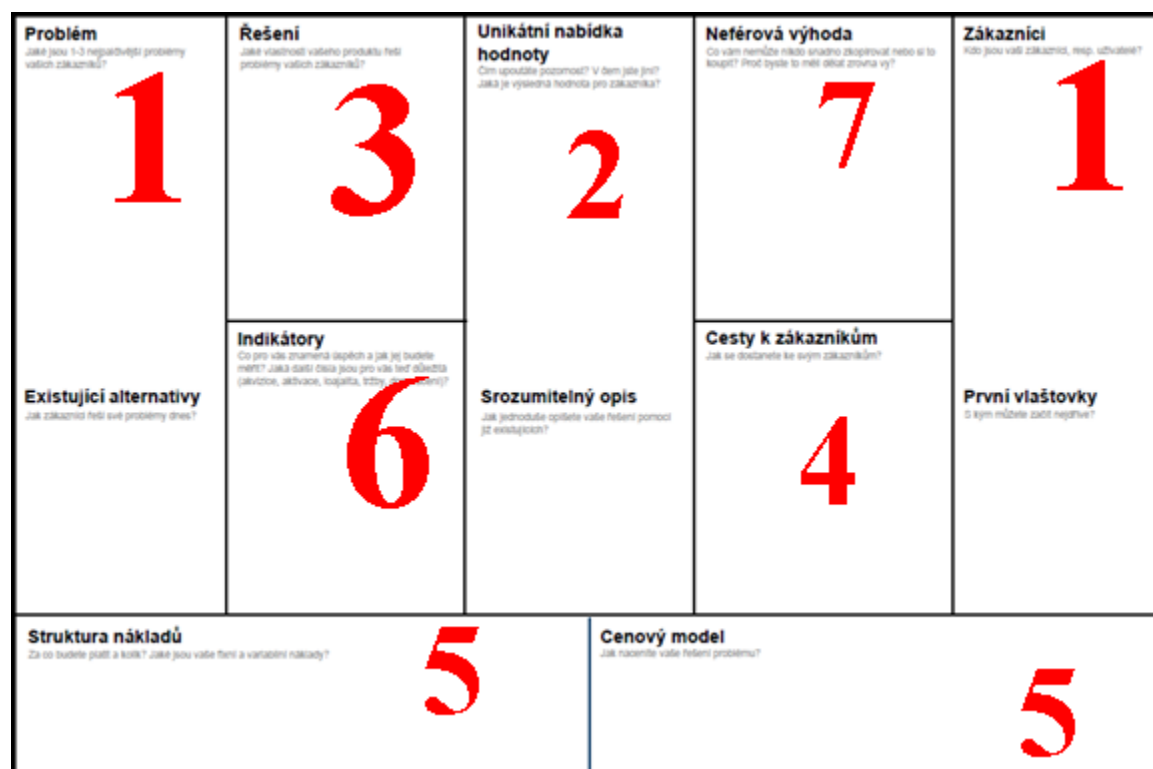 Problém
Jaké jsou 1-3 nejpalčivější problémy
vašich zákazníků?
1
Existující alternativy
Jak zákazníci řeší své problémy dnes?
Řešení
Jaké vlastnosti vašeho produktu řeší
problémy vašich zákazníků?
3
Indikátory
Co pro vás znamená úspěch a jak jej budete
měřit? Jaká další čísla jsou pro vás teď důležitá
(akvizice, aktivace, loajalita, tržby,
6
Unikátní nabídka
hodnoty
Čím upoutáte pozornost? V čem jste jiní?
Jaká je výsledná hodnota pro zákazníka?
2
Srozumitelný opis
Jak jednoduše opíšete vaše řešení pomocí
již existujících?
Neférová výhoda
Co vám nemůže nikdo snadno zkopírovat nebo si to
koupit? Proč byste to měl dělat zrovna vy?
7
Cesty k zákazníkům
Jak se dostanete ke svým zákazníkům?
4
Zákazníci
Kdo jsou vaši zákazníci, resp. uživatelé?
1
První vlaštovky
S kým můžete začít nejdříve?
Struktura nákladů
Za co budete platit a kolik? Jaké jsou vaše fixní a variabilní náklady?
5
Cenový model
Jak naceníte vaše řešení problému?
5